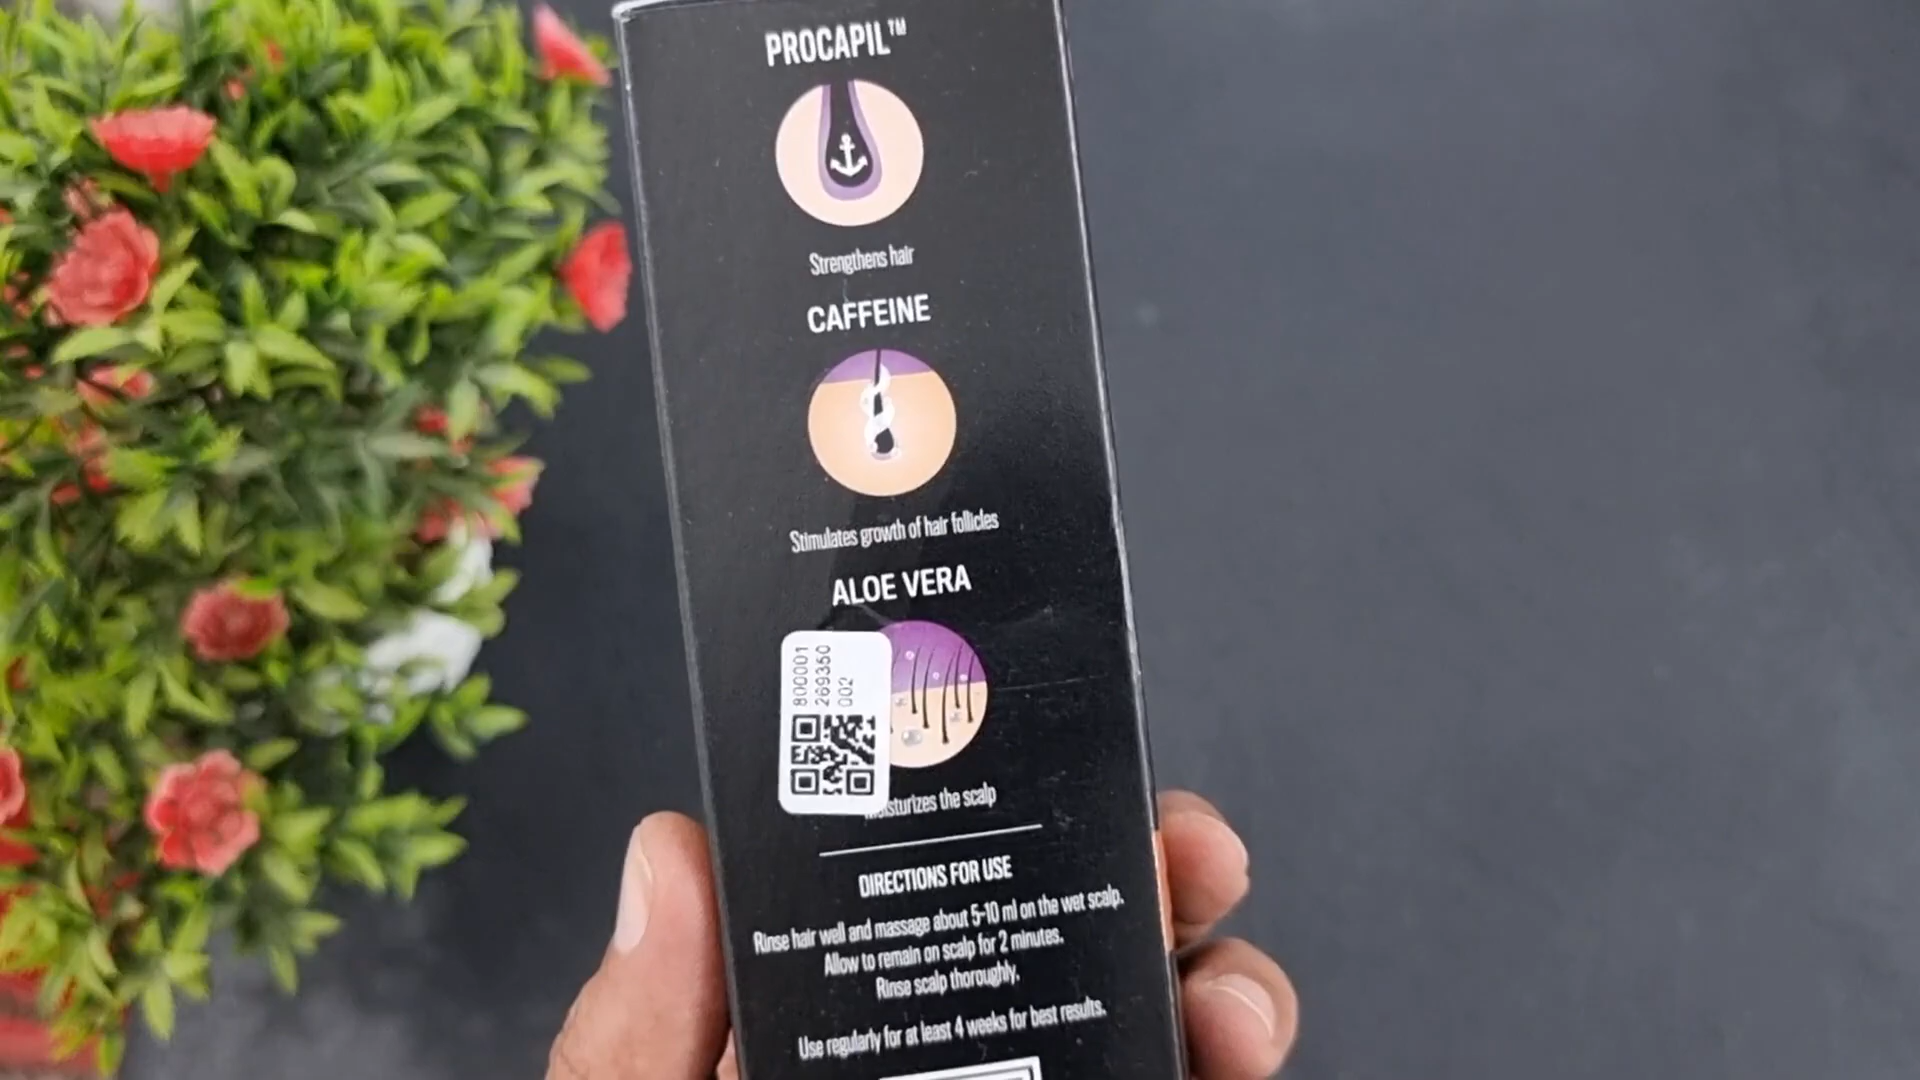 PROCAPIL™
Strengthens hair
CAFFEINE
Stimulates growth of hair follicles
ALOE VERA
800001
269350
002
the scalp
DIRECTIONS FOR USE
Rinse hair well and massage about 5-10 ml on the wet scalp.
Allow to remain on scalp for 2 minutes.
Rinse scalp thoroughly.
Use regularly for at least 4 weeks for best results.